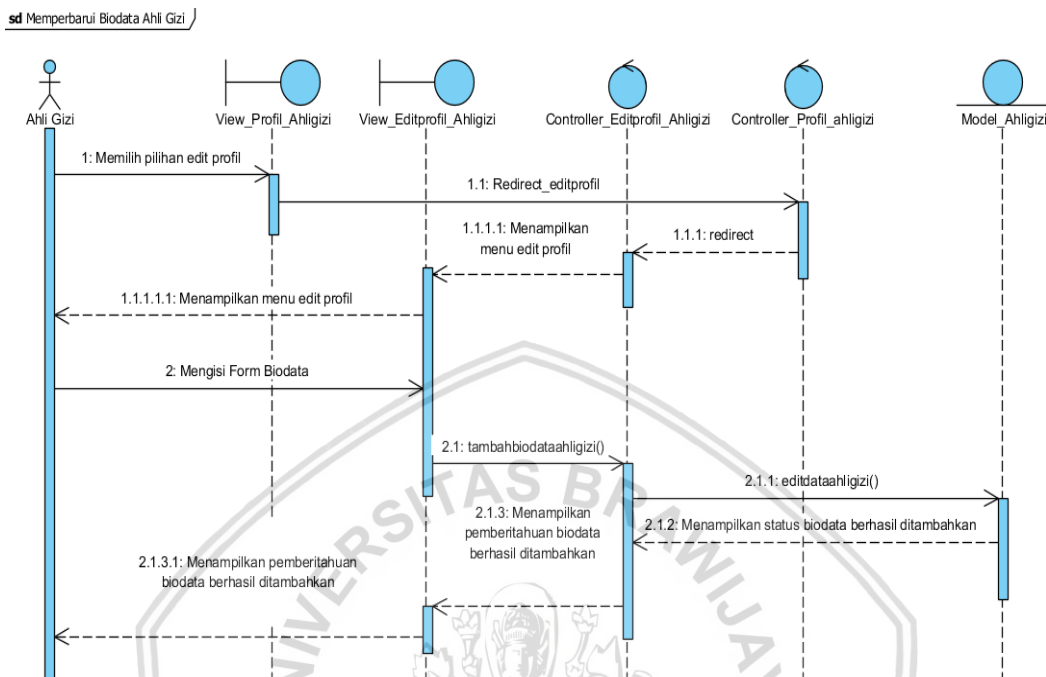 sd Memperbarui Biodata Ahli Gizi
Ahli Gizi
View_Profil_Ahligizi
View_Editprofil_Ahligizi
Controller_Editprofil_Ahligizi
Controller_Profil_ahligizi
Model_Ahligizi
1: Memilih pilihan edit profil
1.1: Redirect_editprofil
1.1.1: redirect
1.1.1.1: Menampilkan
menu edit profil
1.1.1.1.1: Menampilkan menu edit profil
2: Mengisi Form Biodata
2.1: tambahbiodataahligizi()
2.1.1: editdataahligizi()
2.1.2: Menampilkan status biodata berhasil ditambahkan
2.1.3: Menampilkan
pemberitahuan biodata
berhasil ditambahkan
2.1.3.1: Menampilkan pemberitahuan
biodata berhasil ditambahkan
VERSITAS BRAWIJAY